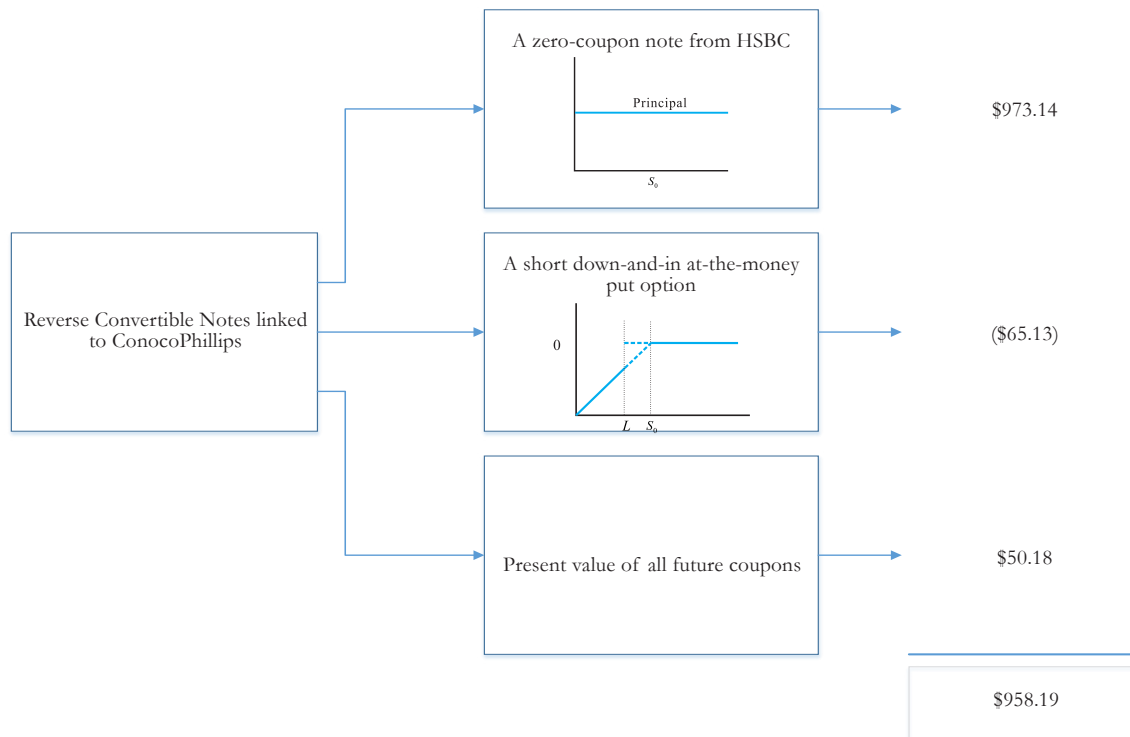 A zero-coupon note from HSBC
Principal
S₀
$973.14
Reverse Convertible Notes linked
to ConocoPhillips
A short down-and-in at-the-money
put option
0
L S₀
($65.13)
Present value of all future coupons
$50.18
$958.19